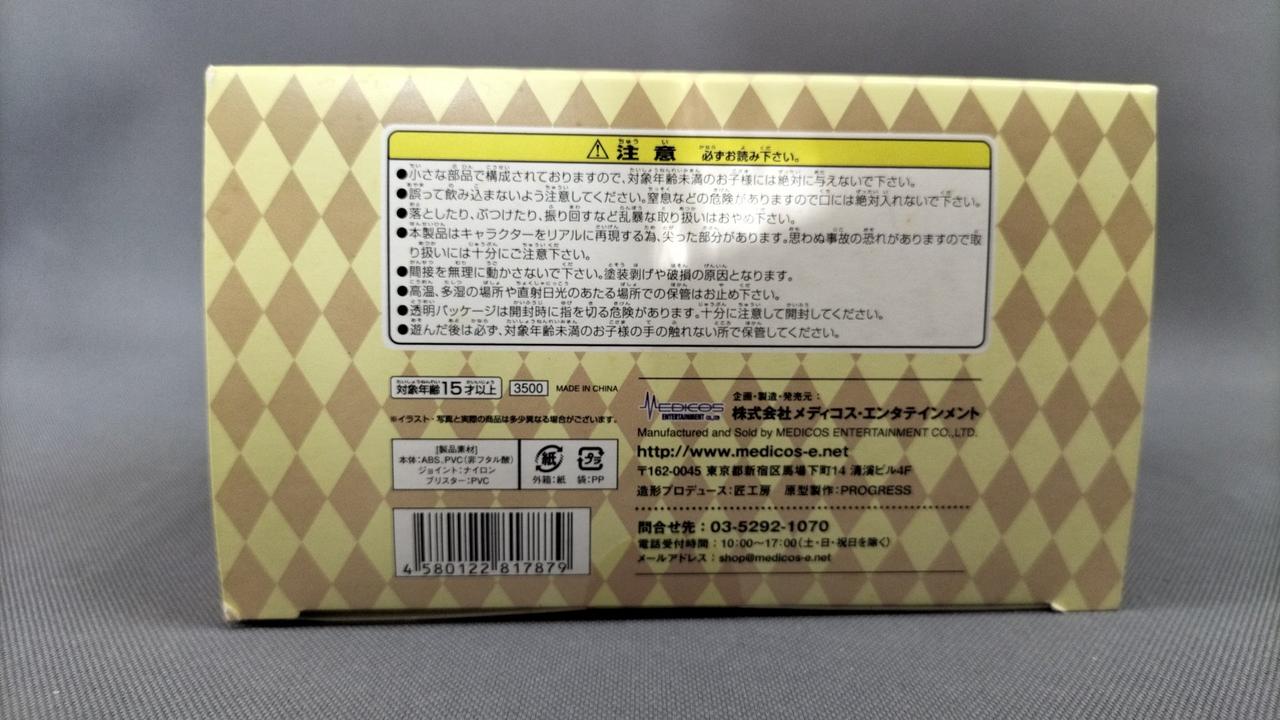 ⚠注意 必ずお読み下さい。
●小さな部品で構成されておりますので、対象年齢未満のお子様には絶対に与えないで下さい。
●誤って飲み込まないよう注意してください。窒息などの危険がありますので口には絶対入れないで下さい。
●落としたり、ぶつけたり、振り回すなど乱暴な取り扱いはおやめ下さい。
●本製品はキャラクターをリアルに再現する為、尖った部分があります。思わぬ事故の恐れがありますので取
り扱いには十分にご注意下さい。
●間接を無理に動かさないで下さい。塗装剥げや破損の原因となります。
●高温、多湿の場所や直射日光のあたる場所での保管はお止め下さい。
●透明パッケージは開封時に指を切る危険があります。十分に注意して開封してください。
●遊んだ後は必ず、対象年齢未満のお子様の手の触れない所で保管してください。
対象年齢15才以上 3500 MADE IN CHINA
※イラスト・写真と実際の商品は多少異なる場合がございます。
[製品素材]
本体:ABS、PVC(非フタル酸)
ジョイント:ナイロン
ブリスター:PVC
紙 プラ
外箱:紙 袋:PP
4 580122 817879
MEDICOS
ENTERTAINMENT CO.,LTD
企画・製造・発売元:
株式会社メディコス・エンタテインメント
Manufactured and Sold by MEDICOS ENTERTAINMENT CO.,LTD.
http://www.medicos-e.net
〒162-0045 東京都新宿区馬場下町14 清濱ビル4F
造形プロデュース:匠工房 原型製作:PROGRESS
問合せ先:03-5292-1070
電話受付時間:10:00〜17:00(土・日・祝日を除く)
メールアドレス:shop@medicos-e.net